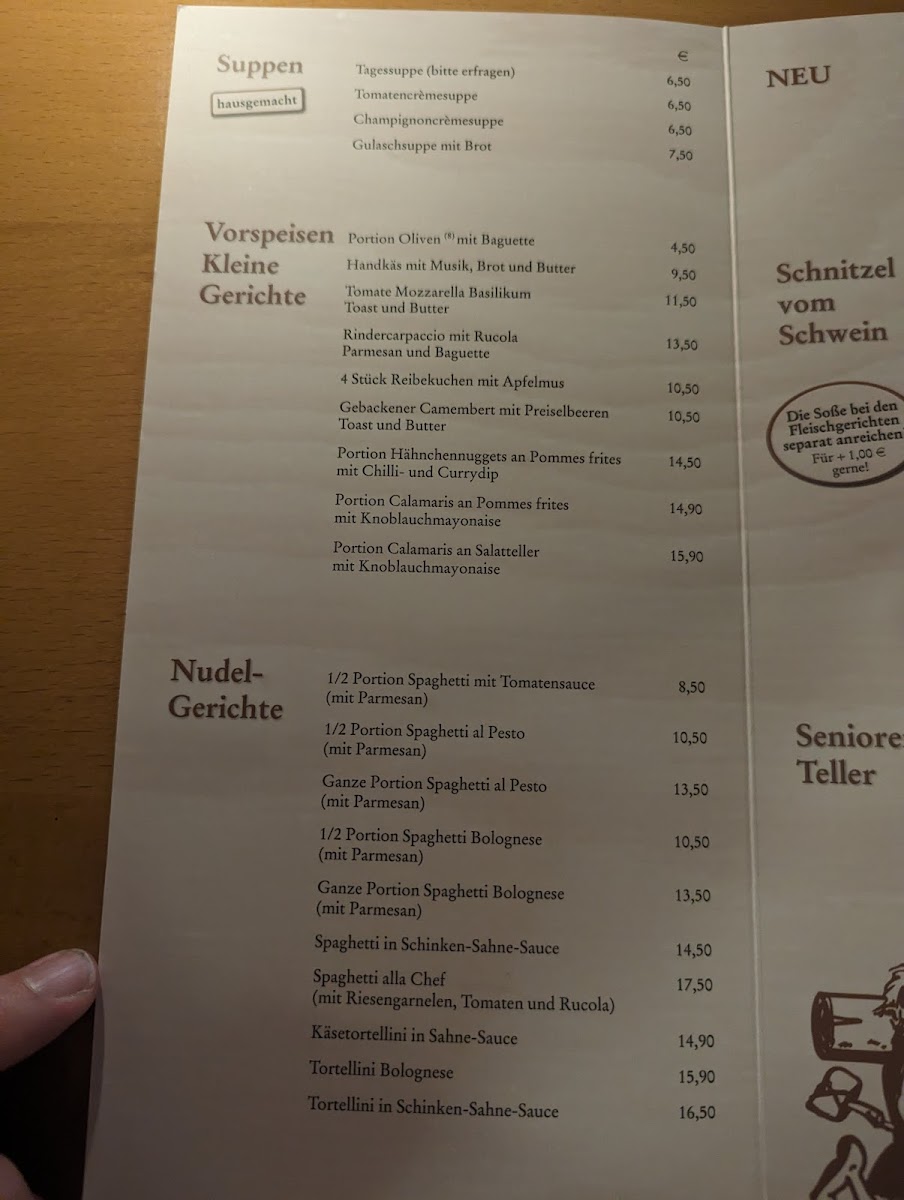 Suppen
hausgemacht
€
Tagessuppe (bitte erfragen) 6,50
Tomatencrèmesuppe 6,50
Champignoncrèmesuppe 6,50
Gulaschsuppe mit Brot 7,50
Vorspeisen
Kleine
Gerichte
Portion Oliven (8) mit Baguette 4,50
Handkäs mit Musik, Brot und Butter 9,50
Tomate Mozzarella Basilikum
Toast und Butter 11,50
Rindercarpaccio mit Rucola
Parmesan und Baguette 13,50
4 Stück Reibekuchen mit Apfelmus 10,50
Gebackener Camembert mit Preiselbeeren
Toast und Butter 10,50
Portion Hähnchennuggets an Pommes frites
mit Chilli- und Currydip 14,50
Portion Calamaris an Pommes frites
mit Knoblauchmayonaise 14,90
Portion Calamaris an Salatteller
mit Knoblauchmayonaise 15,90
Nudel-
Gerichte
1/2 Portion Spaghetti mit Tomatensauce
(mit Parmesan) 8,50
1/2 Portion Spaghetti al Pesto
(mit Parmesan) 10,50
Ganze Portion Spaghetti al Pesto
(mit Parmesan) 13,50
1/2 Portion Spaghetti Bolognese
(mit Parmesan) 10,50
Ganze Portion Spaghetti Bolognese
(mit Parmesan) 13,50
Spaghetti in Schinken-Sahne-Sauce 14,50
Spaghetti alla Chef
(mit Riesengarnelen, Tomaten und Rucola) 17,50
Käsetortellini in Sahne-Sauce 14,90
Tortellini Bolognese 15,90
Tortellini in Schinken-Sahne-Sauce 16,50
NEU
Schnitzel
vom
Schwein
Die Soße bei den
Fleischgerichten
separat anreichen?
Für + 1,00 €
gerne!
Teller